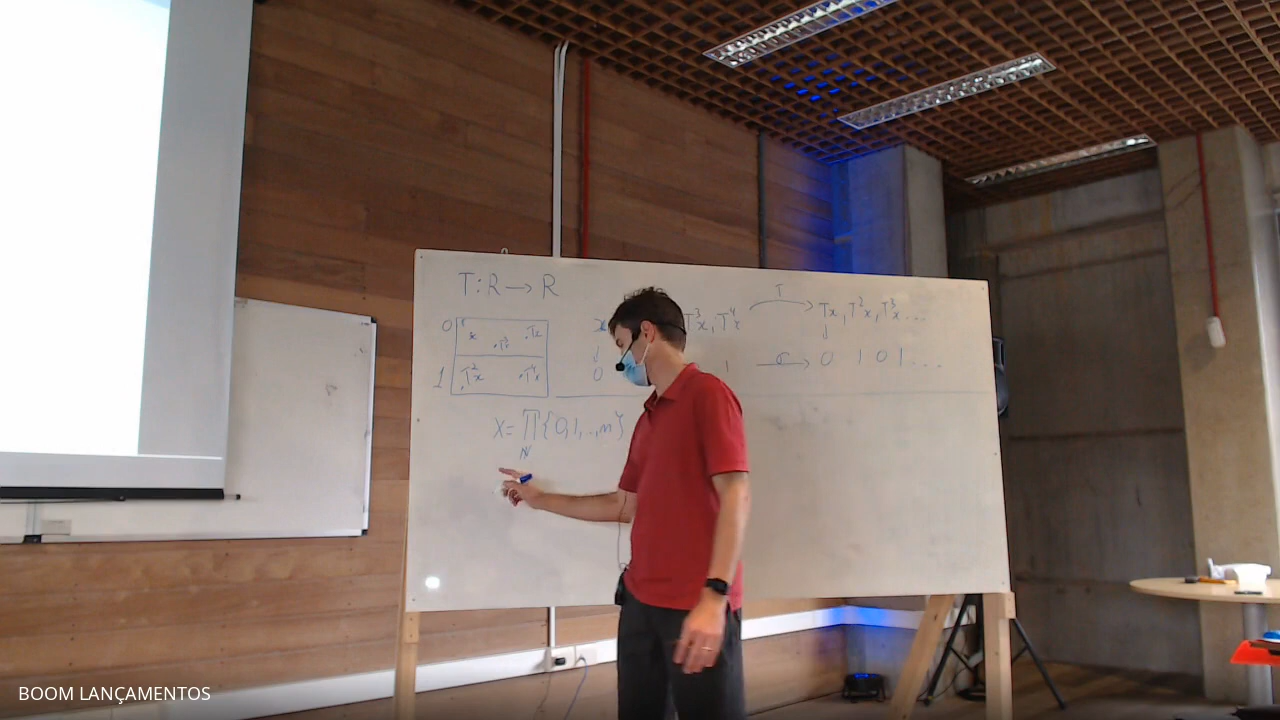 T: R → R
0 x T³x Tx
1 T²x T⁴x
x T³x, T⁴x T → Tx, T²x, T³x ...
↓ ↓
0 1 σ → 0 1 0 1 ...
X = ∏ {0, 1, .., m}
ℕ
BOOM LANÇAMENTOS